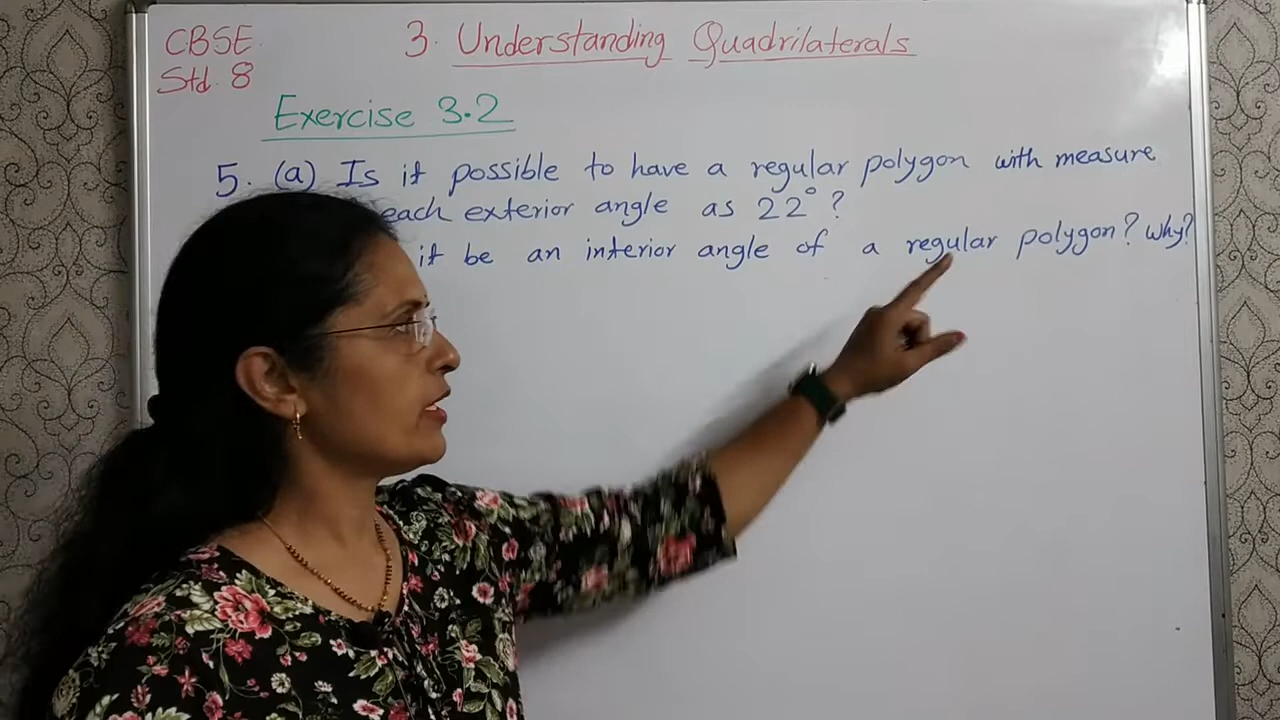 CBSE
Std. 8
3. Understanding Quadrilaterals
Exercise 3.2
5. (a) Is it possible to have a regular polygon with measure
each exterior angle as 22°?
it be an interior angle of a regular polygon? Why?